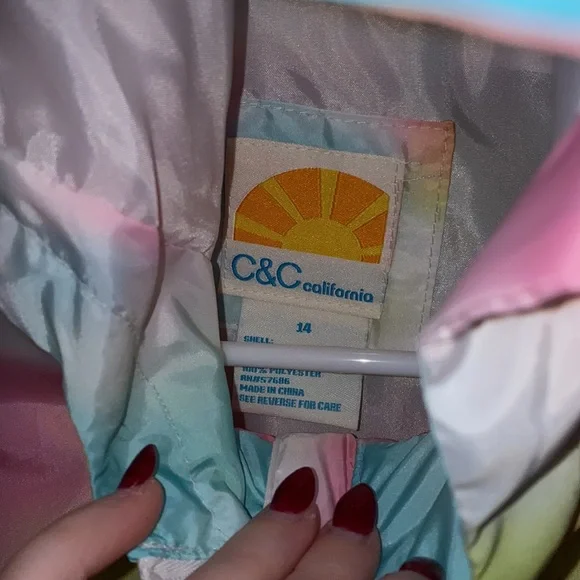 C&C california
14
SHELL:
100% POLYESTER
RN#57686
MADE IN CHINA
SEE REVERSE FOR CARE